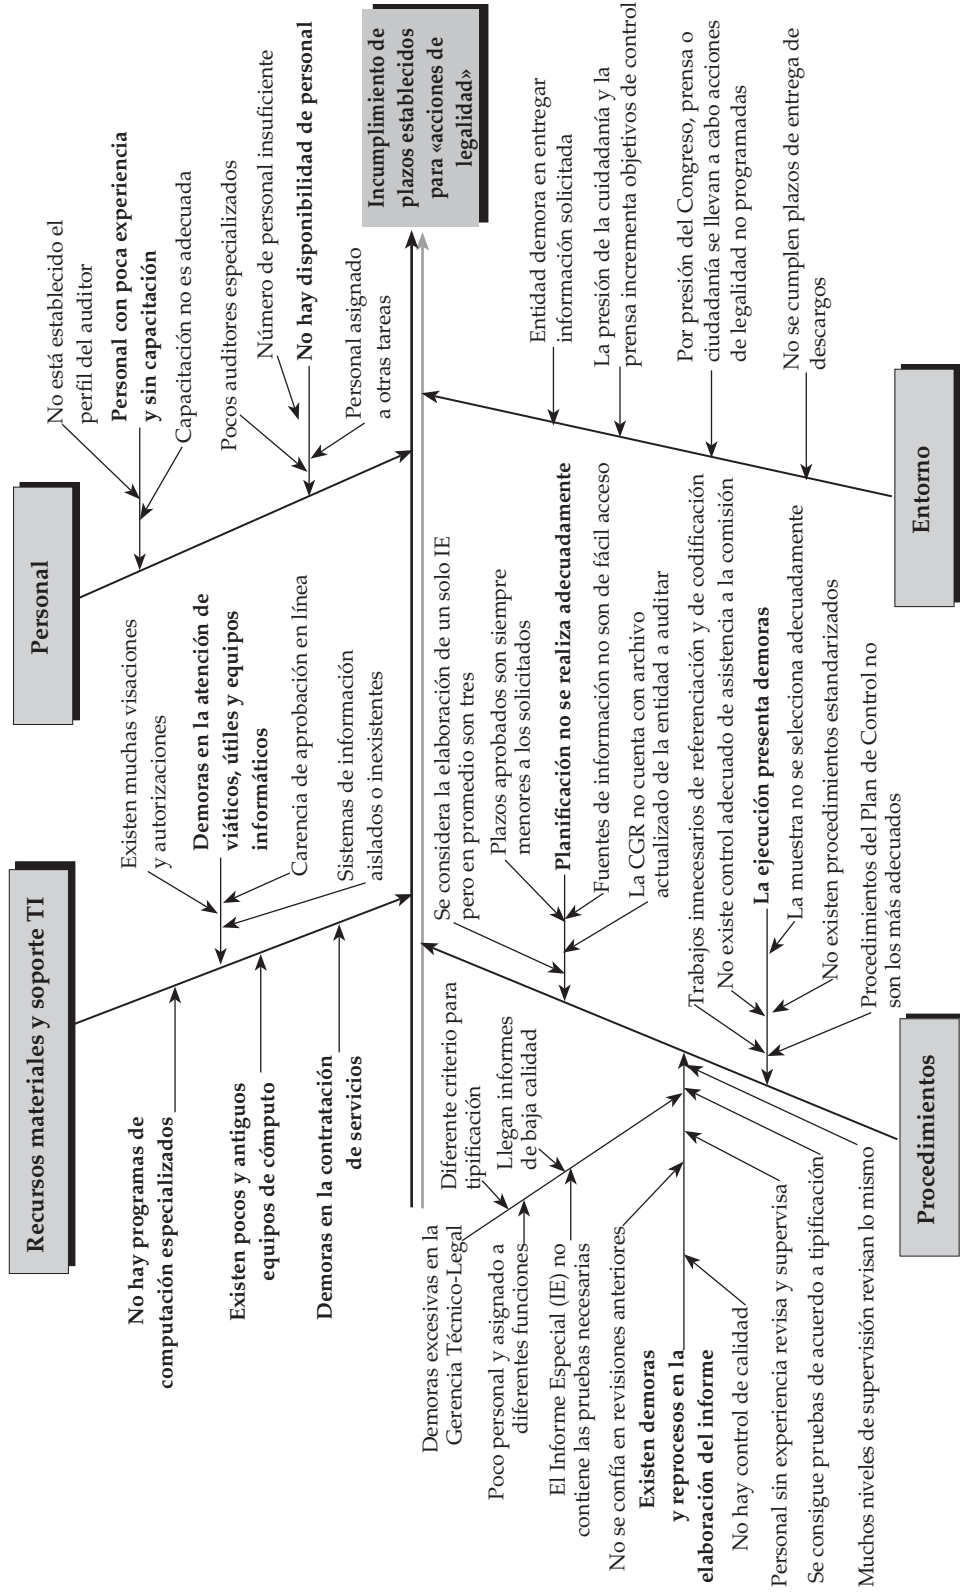 Recursos materiales y soporte TI
No hay programas de
computación especializados
Existen pocos y antiguos
equipos de cómputo
Demoras en la contratación
de servicios
Existen muchas visaciones
y autorizaciones
Demoras en la atención de
viáticos, útiles y equipos
informáticos
Carencia de aprobación en línea
Sistemas de información
aislados o inexistentes
Personal
No está establecido el
perfil del auditor
Personal con poca experiencia
y sin capacitación
Capacitación no es adecuada
Pocos auditores especializados
Número de personal insuficiente
No hay disponibilidad de personal
Personal asignado
a otras tareas
Incumplimiento de
plazos establecidos
para «acciones de
legalidad»
Demoras excesivas en la
Gerencia Técnico-Legal
Diferente criterio para
tipificación
Poco personal y asignado a
diferentes funciones
Llegan informes
de baja calidad
El Informe Especial (IE) no
contiene las pruebas necesarias
No se confía en revisiones anteriores
Existen demoras
y reprocesos en la
elaboración del informe
No hay control de calidad
Personal sin experiencia revisa y supervisa
Se consigue pruebas de acuerdo a tipificación
Muchos niveles de supervisión revisan lo mismo
Se considera la elaboración de un solo IE
pero en promedio son tres
Plazos aprobados son siempre
menores a los solicitados
Planificación no se realiza adecuadamente
Fuentes de información no son de fácil acceso
La CGR no cuenta con archivo
actualizado de la entidad a auditar
Trabajos innecesarios de referenciación y de codificación
No existe control adecuado de asistencia a la comisión
La ejecución presenta demoras
La muestra no se selecciona adecuadamente
No existen procedimientos estandarizados
Procedimientos del Plan de Control no
son los más adecuados
Procedimientos
Entidad demora en entregar
información solicitada
La presión de la cuidadanía y la
prensa incrementa objetivos de control
Por presión del Congreso, prensa o
ciudadanía se llevan a cabo acciones
de legalidad no programadas
No se cumplen plazos de entrega de
descargos
Entorno